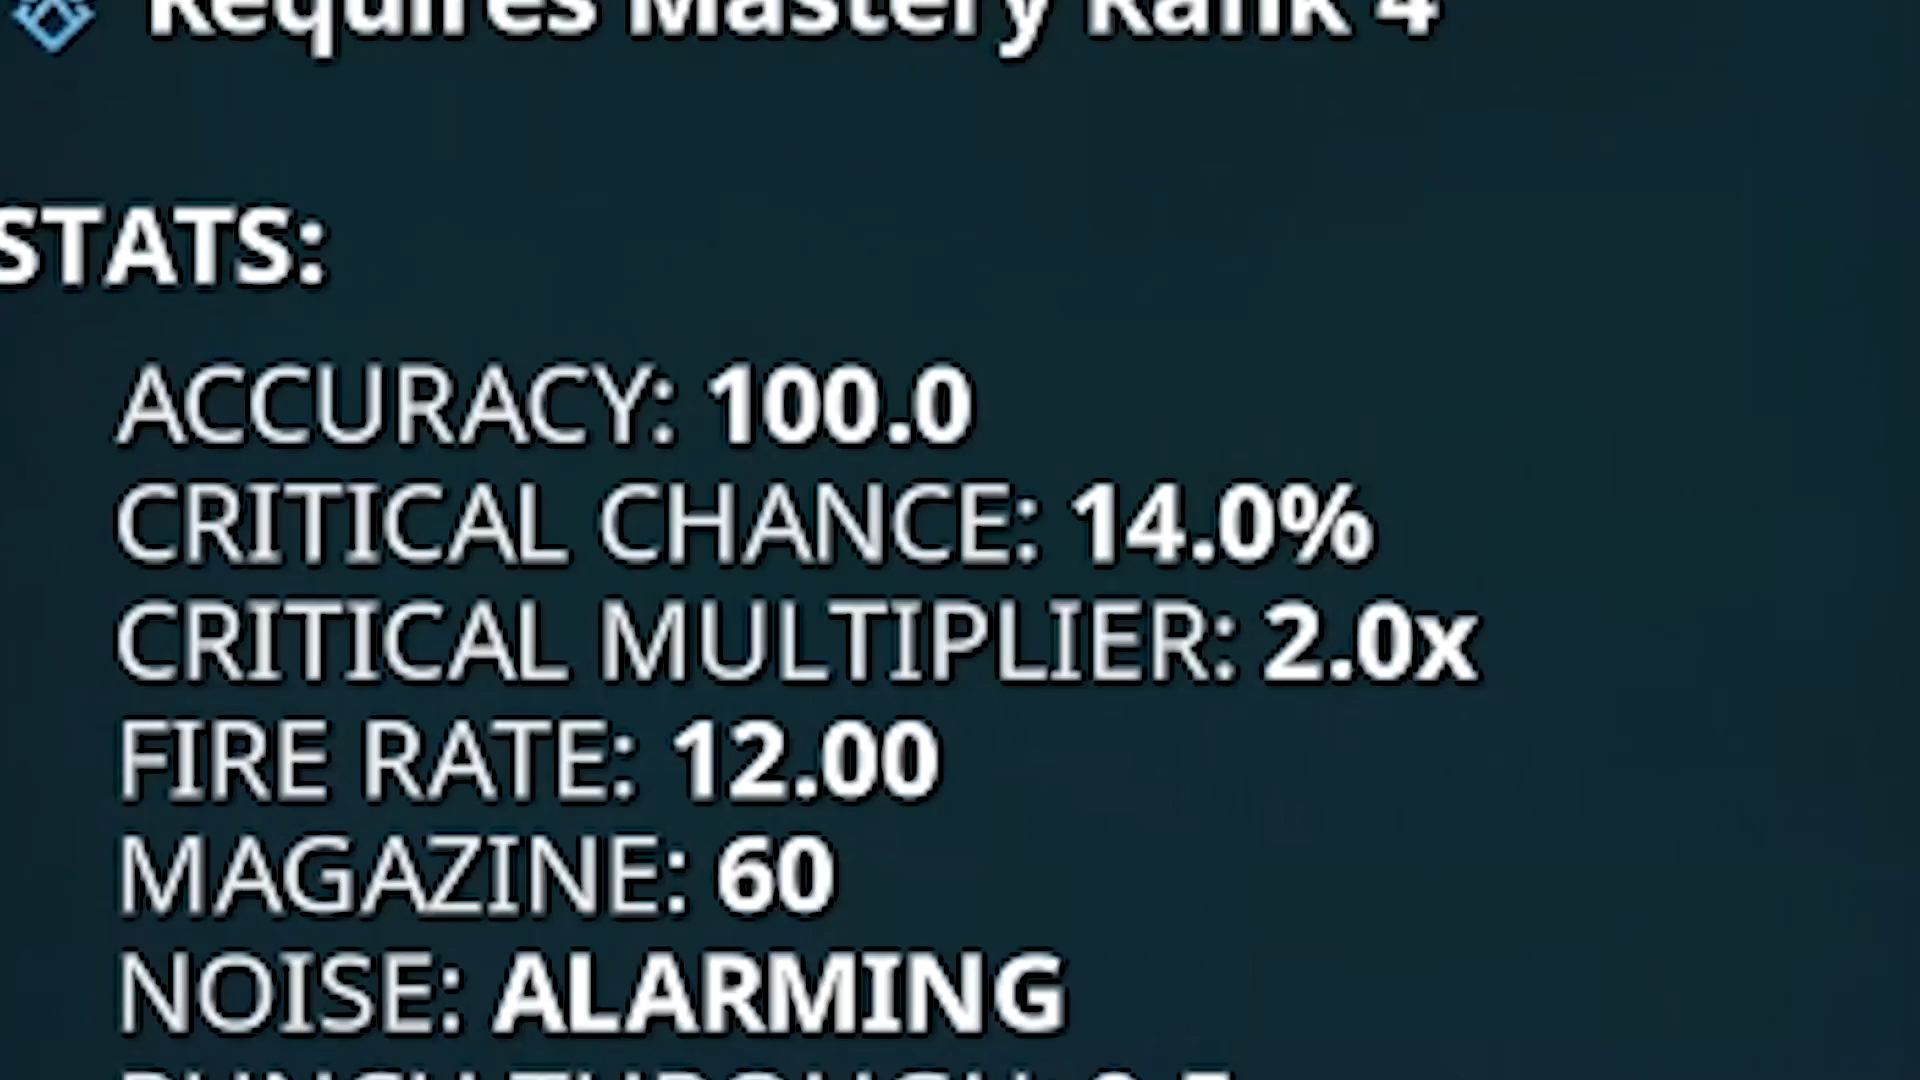 Requires Mastery Rank 4
STATS:
ACCURACY: 100.0
CRITICAL CHANCE: 14.0%
CRITICAL MULTIPLIER: 2.0x
FIRE RATE: 12.00
MAGAZINE: 60
NOISE: ALARMING